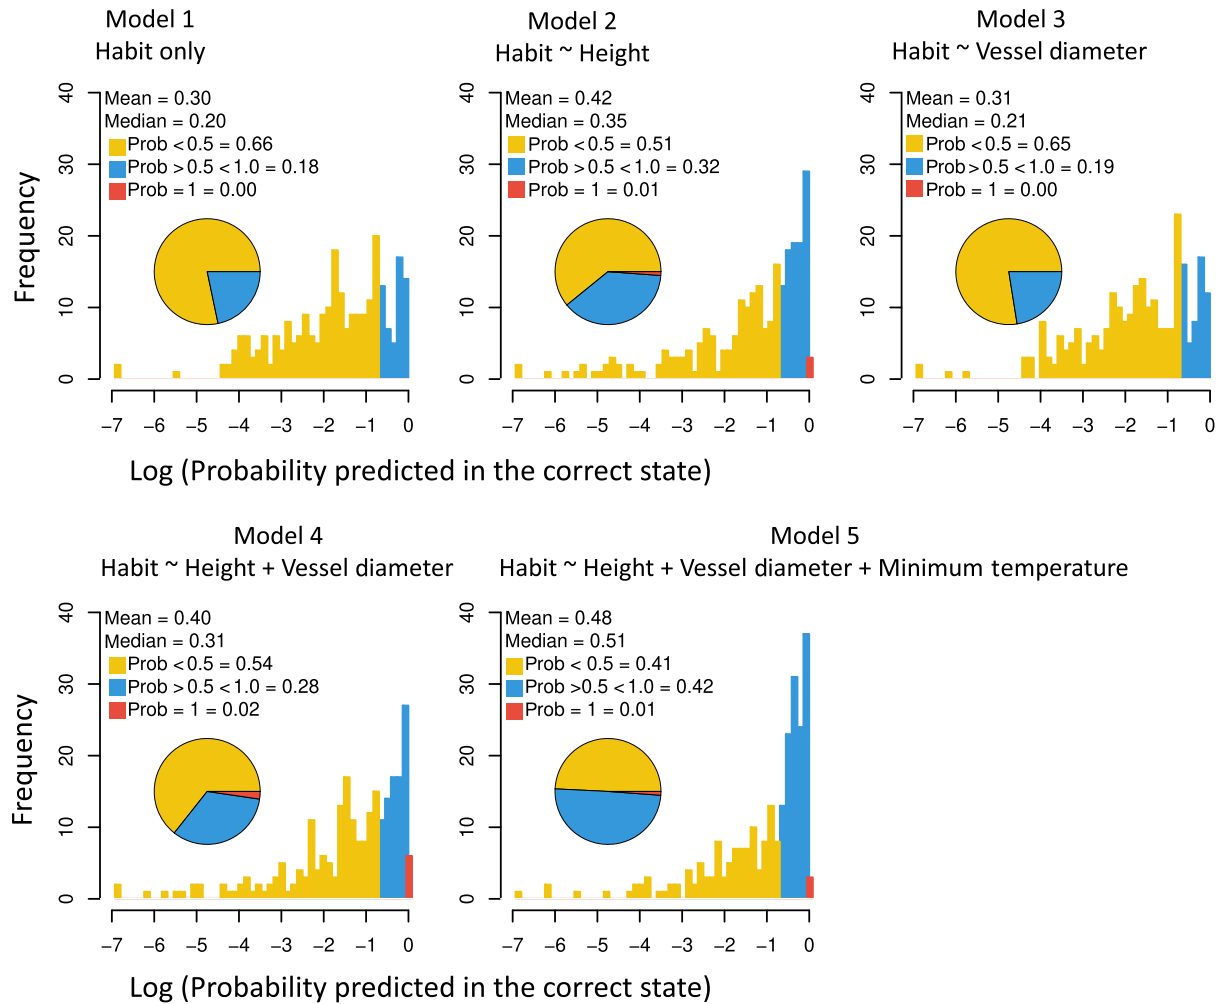 Model 1
Habit only
Model 2
Habit ~ Height
Model 3
Habit ~ Vessel diameter
Frequency
0 10 20 30 40
Mean = 0.30
Median = 0.20
Prob < 0.5 = 0.66
Prob > 0.5 < 1.0 = 0.18
Prob = 1 = 0.00
−7 −6 −5 −4 −3 −2 −1 0
0 10 20 30 40
Mean = 0.42
Median = 0.35
Prob < 0.5 = 0.51
Prob > 0.5 < 1.0 = 0.32
Prob = 1 = 0.01
−7 −6 −5 −4 −3 −2 −1 0
0 10 20 30 40
Mean = 0.31
Median = 0.21
Prob < 0.5 = 0.65
Prob > 0.5 < 1.0 = 0.19
Prob = 1 = 0.00
−7 −6 −5 −4 −3 −2 −1 0
Log (Probability predicted in the correct state)
Model 4
Habit ~ Height + Vessel diameter
Model 5
Habit ~ Height + Vessel diameter + Minimum temperature
Frequency
0 10 20 30 40
Mean = 0.40
Median = 0.31
Prob < 0.5 = 0.54
Prob > 0.5 < 1.0 = 0.28
Prob = 1 = 0.02
−7 −6 −5 −4 −3 −2 −1 0
0 10 20 30 40
Mean = 0.48
Median = 0.51
Prob < 0.5 = 0.41
Prob >0.5 < 1.0 = 0.42
Prob = 1 = 0.01
−7 −6 −5 −4 −3 −2 −1 0
Log (Probability predicted in the correct state)